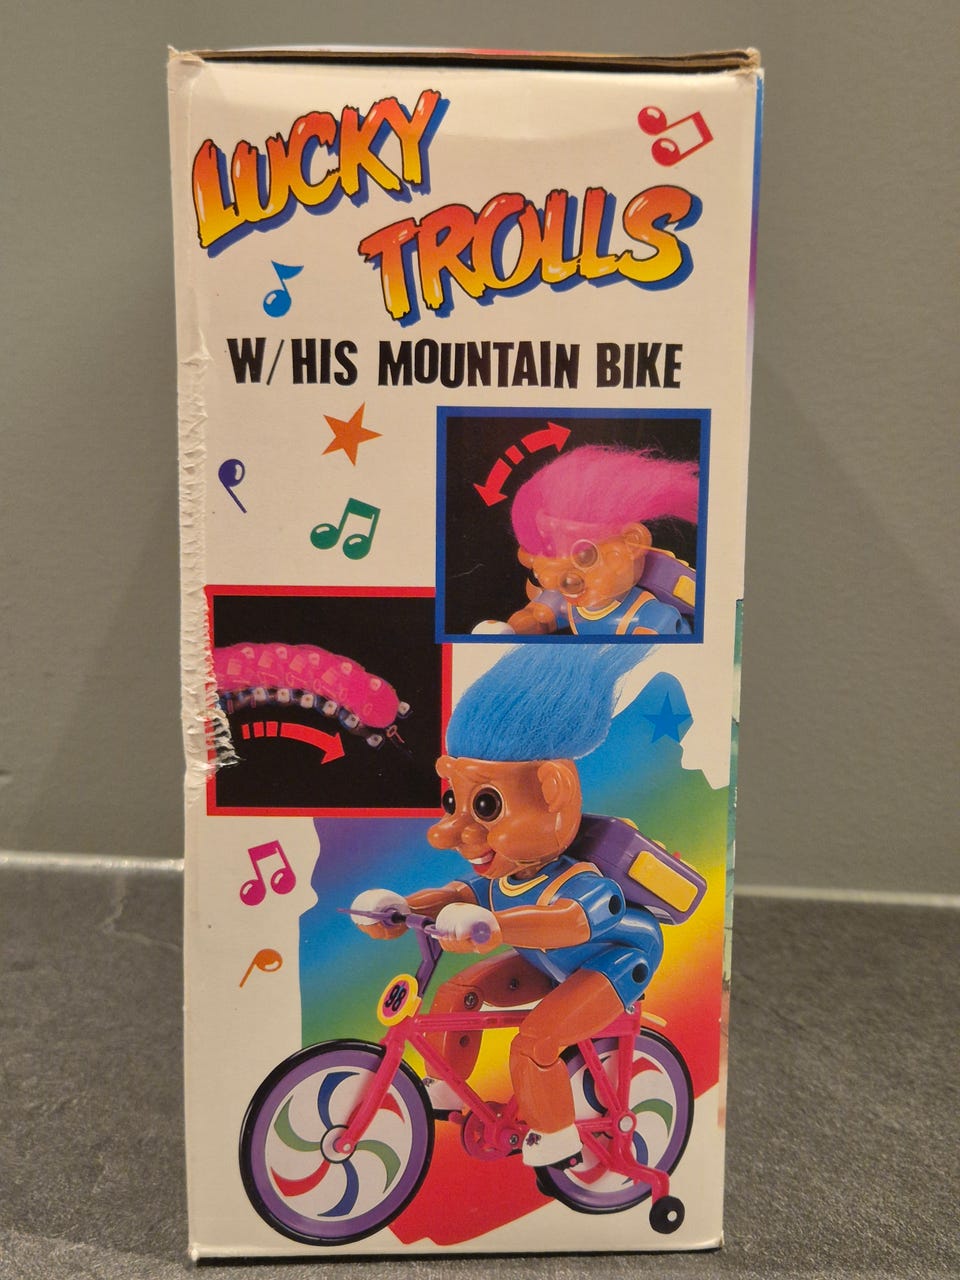 LUCKY
TROLLS
W/HIS MOUNTAIN BIKE
98